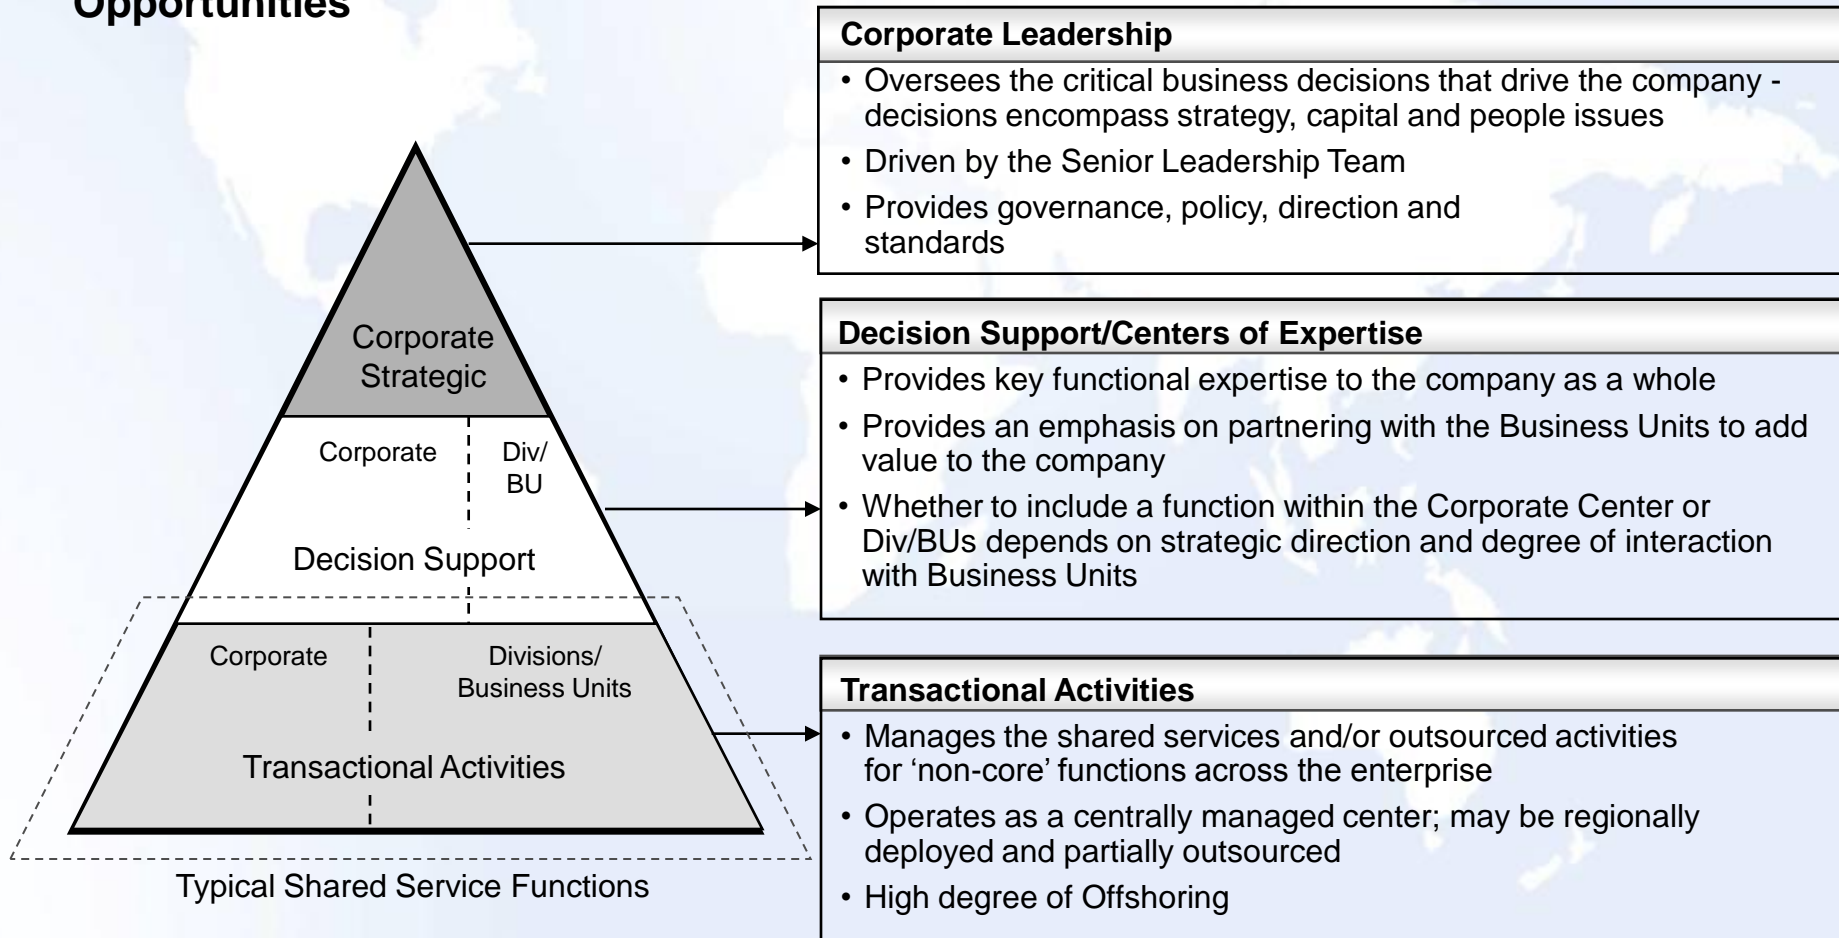 Opportunities
Corporate
Strategic
Corporate
Div/
BU
Decision Support
Corporate
Divisions/
Business Units
Transactional Activities
Typical Shared Service Functions
Corporate Leadership
• Oversees the critical business decisions that drive the company -
decisions encompass strategy, capital and people issues
• Driven by the Senior Leadership Team
• Provides governance, policy, direction and
standards
Decision Support/Centers of Expertise
• Provides key functional expertise to the company as a whole
• Provides an emphasis on partnering with the Business Units to add
value to the company
• Whether to include a function within the Corporate Center or
Div/BUs depends on strategic direction and degree of interaction
with Business Units
Transactional Activities
• Manages the shared services and/or outsourced activities
for ‘non-core’ functions across the enterprise
• Operates as a centrally managed center; may be regionally
deployed and partially outsourced
• High degree of Offshoring